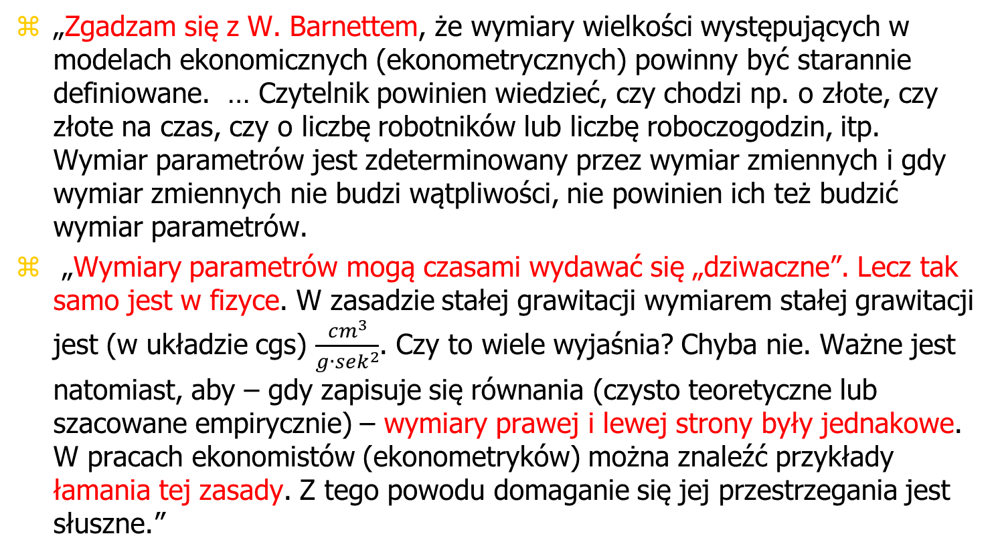 ⌘ „Zgadzam się z W. Barnettem, że wymiary wielkości występujących w
modelach ekonomicznych (ekonometrycznych) powinny być starannie
definiowane.  … Czytelnik powinien wiedzieć, czy chodzi np. o złote, czy
złote na czas, czy o liczbę robotników lub liczbę roboczogodzin, itp.
Wymiar parametrów jest zdeterminowany przez wymiar zmiennych i gdy
wymiar zmiennych nie budzi wątpliwości, nie powinien ich też budzić
wymiar parametrów.
⌘ „Wymiary parametrów mogą czasami wydawać się „dziwaczne”. Lecz tak
samo jest w fizyce. W zasadzie stałej grawitacji wymiarem stałej grawitacji
jest (w układzie cgs) cm³/g·sek². Czy to wiele wyjaśnia? Chyba nie. Ważne jest
natomiast, aby – gdy zapisuje się równania (czysto teoretyczne lub
szacowane empirycznie) – wymiary prawej i lewej strony były jednakowe.
W pracach ekonomistów (ekonometryków) można znaleźć przykłady
łamania tej zasady. Z tego powodu domaganie się jej przestrzegania jest
słuszne.”